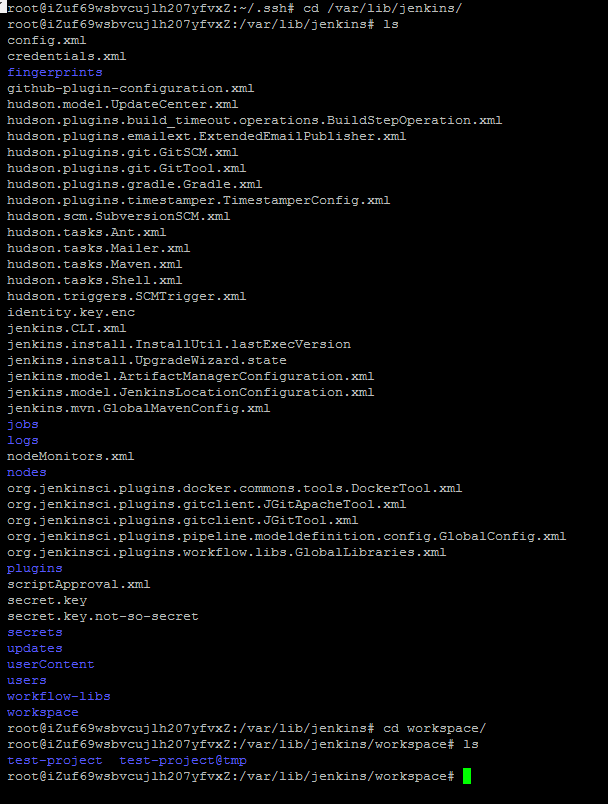 root@iZuf69wsbvcujlh207yfvxZ:~/.ssh# cd /var/lib/jenkins/
root@iZuf69wsbvcujlh207yfvxZ:/var/lib/jenkins# ls
config.xml
credentials.xml
fingerprints
github-plugin-configuration.xml
hudson.model.UpdateCenter.xml
hudson.plugins.build_timeout.operations.BuildStepOperation.xml
hudson.plugins.emailext.ExtendedEmailPublisher.xml
hudson.plugins.git.GitSCM.xml
hudson.plugins.git.GitTool.xml
hudson.plugins.gradle.Gradle.xml
hudson.plugins.timestamper.TimestamperConfig.xml
hudson.scm.SubversionSCM.xml
hudson.tasks.Ant.xml
hudson.tasks.Mailer.xml
hudson.tasks.Maven.xml
hudson.tasks.Shell.xml
hudson.triggers.SCMTrigger.xml
identity.key.enc
jenkins.CLI.xml
jenkins.install.InstallUtil.lastExecVersion
jenkins.install.UpgradeWizard.state
jenkins.model.ArtifactManagerConfiguration.xml
jenkins.model.JenkinsLocationConfiguration.xml
jenkins.mvn.GlobalMavenConfig.xml
jobs
logs
nodeMonitors.xml
nodes
org.jenkinsci.plugins.docker.commons.tools.DockerTool.xml
org.jenkinsci.plugins.gitclient.JGitApacheTool.xml
org.jenkinsci.plugins.gitclient.JGitTool.xml
org.jenkinsci.plugins.pipeline.modeldefinition.config.GlobalConfig.xml
org.jenkinsci.plugins.workflow.libs.GlobalLibraries.xml
plugins
scriptApproval.xml
secret.key
secret.key.not-so-secret
secrets
updates
userContent
users
workflow-libs
workspace
root@iZuf69wsbvcujlh207yfvxZ:/var/lib/jenkins# cd workspace/
root@iZuf69wsbvcujlh207yfvxZ:/var/lib/jenkins/workspace# ls
test-project  test-project@tmp
root@iZuf69wsbvcujlh207yfvxZ:/var/lib/jenkins/workspace#